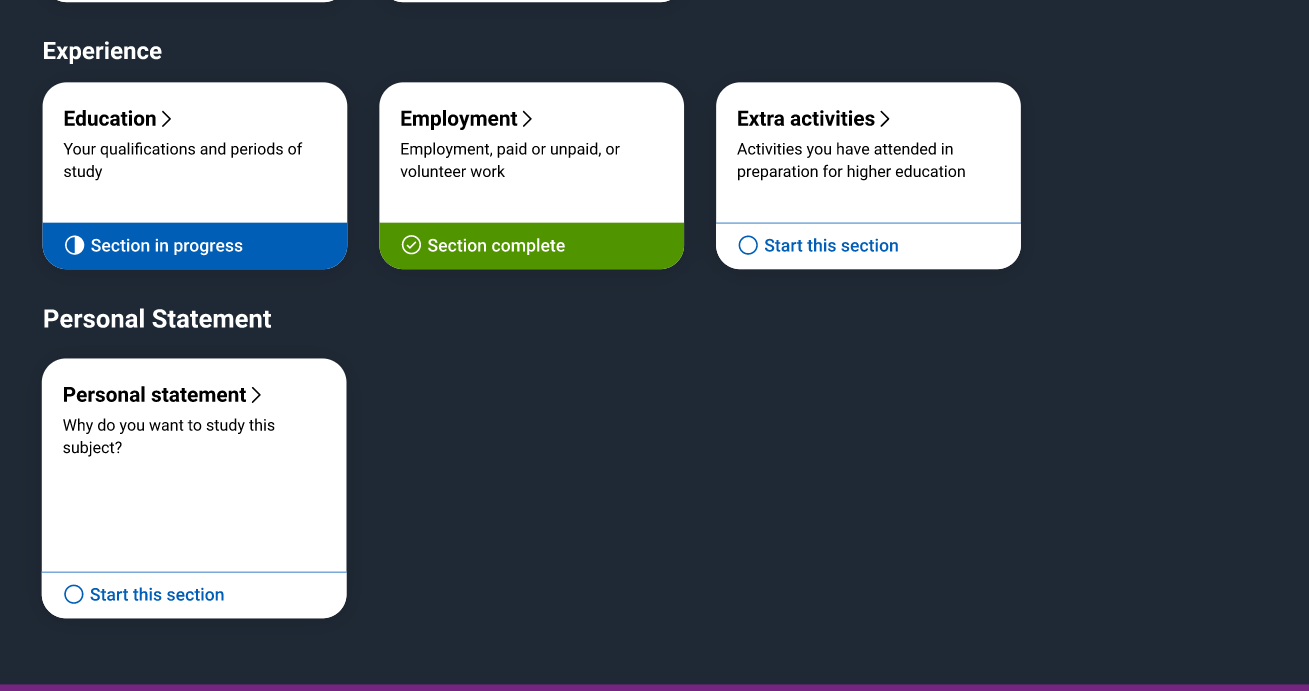 Experience
Education
Your qualifications and periods of
study
Section in progress
Employment
Employment, paid or unpaid, or
volunteer work
Section complete
Extra activities
Activities you have attended in
preparation for higher education
Start this section
Personal Statement
Personal statement
Why do you want to study this
subject?
Start this section